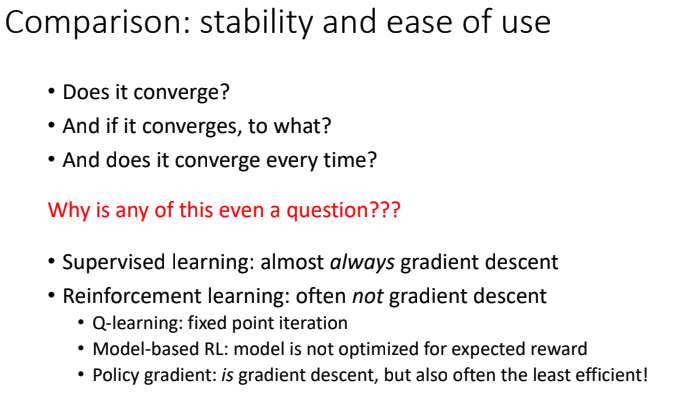 Comparison: stability and ease of use
• Does it converge?
• And if it converges, to what?
• And does it converge every time?
Why is any of this even a question???
• Supervised learning: almost always gradient descent
• Reinforcement learning: often not gradient descent
• Q-learning: fixed point iteration
• Model-based RL: model is not optimized for expected reward
• Policy gradient: is gradient descent, but also often the least efficient!